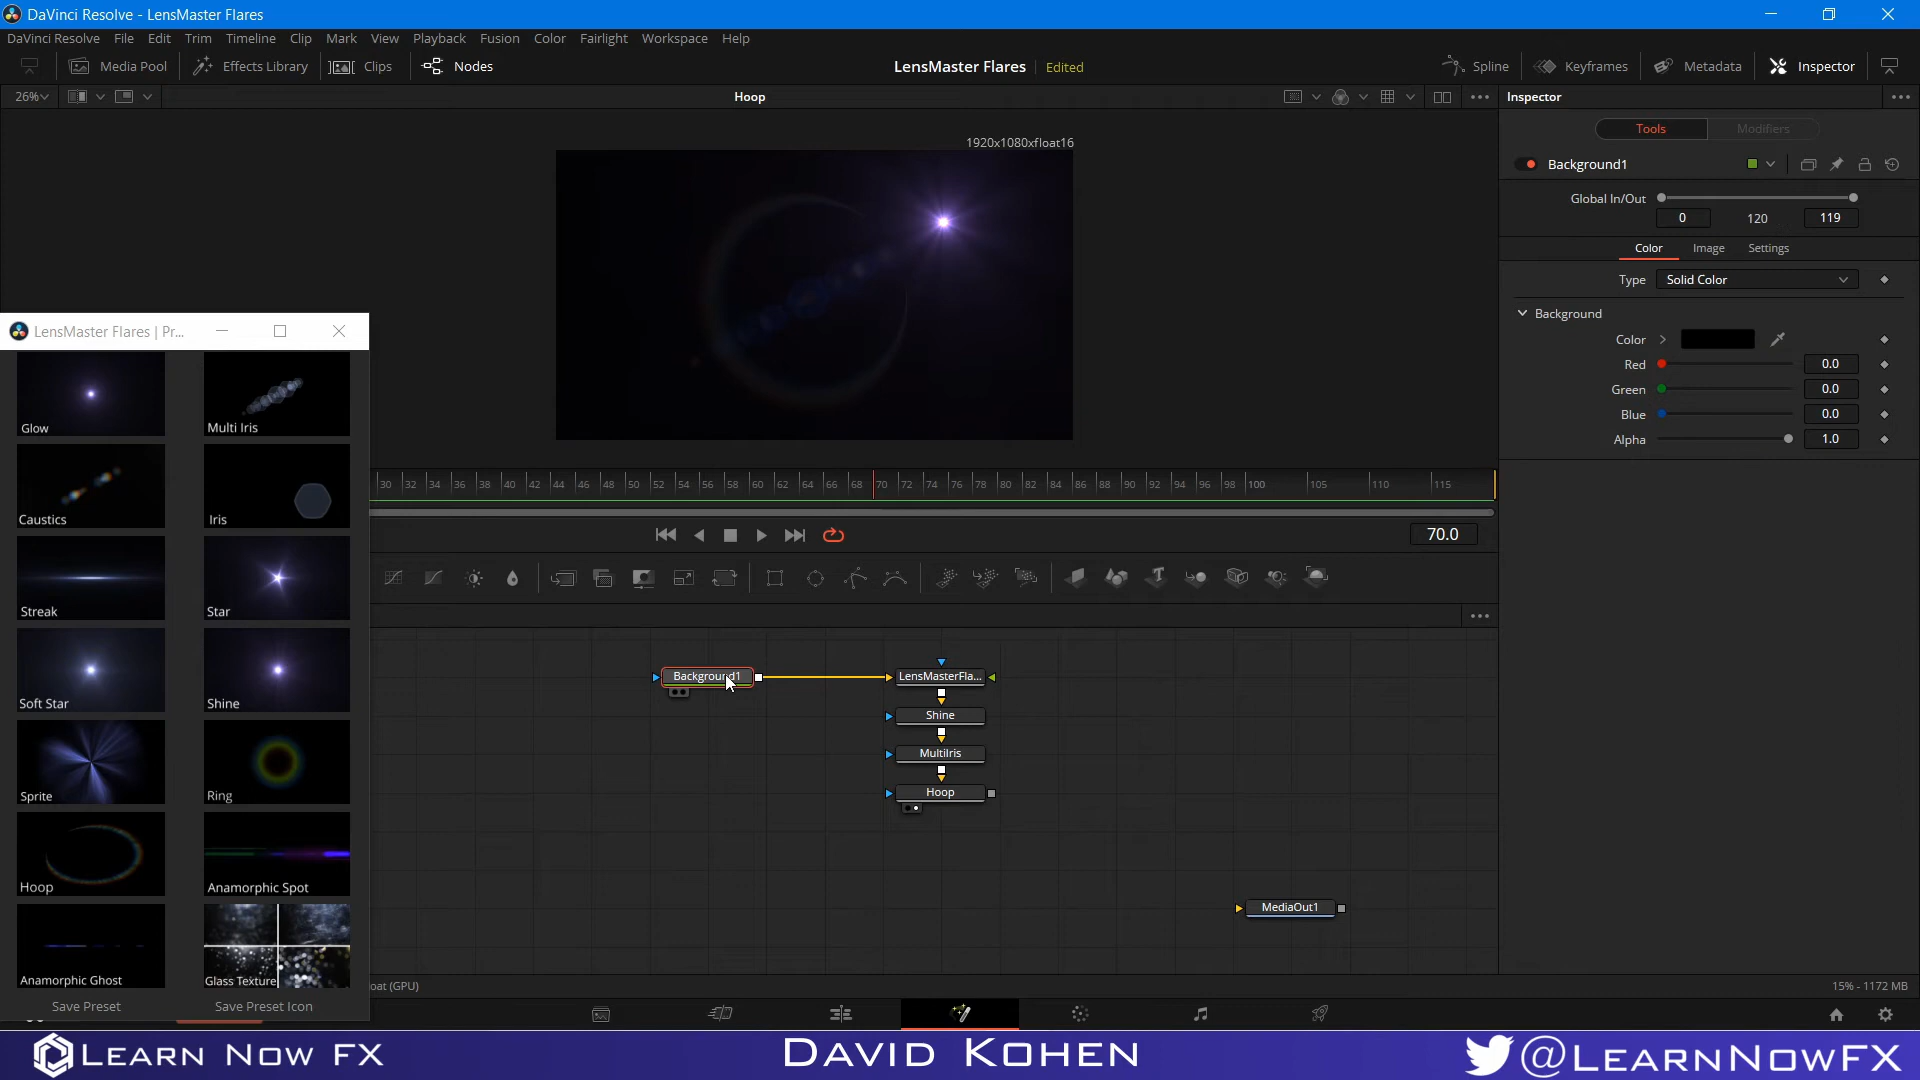 DaVinci Resolve - LensMaster Flares
DaVinci Resolve File Edit Trim Timeline Clip Mark View Playback Fusion Color Fairlight Workspace Help
Media Pool Effects Library Clips Nodes LensMaster Flares Edited Spline Keyframes Metadata Inspector
26% Hoop Inspector
1920x1080xfloat16
Tools Modifiers
Background1
Global In/Out
0 120 119
Color Image Settings
Type Solid Color
Background
Color
Red 0.0
Green 0.0
Blue 0.0
Alpha 1.0
LensMaster Flares | Pr...
Glow Multi Iris
Caustics Iris
Streak Star
Soft Star Shine
Sprite Ring
Hoop Anamorphic Spot
Anamorphic Ghost Glass Texture
Save Preset Save Preset Icon
30 32 34 36 38 40 42 44 46 48 50 52 54 56 58 60 62 64 66 68 70 72 74 76 78 80 82 84 86 88 90 92 94 96 98 100 105 110 115
70.0
Background1 LensMasterFla...
Shine
MultiIris
Hoop
MediaOut1
oat (GPU) 15% - 1172 MB
Learn Now FX David Kohen @LearnNowFX